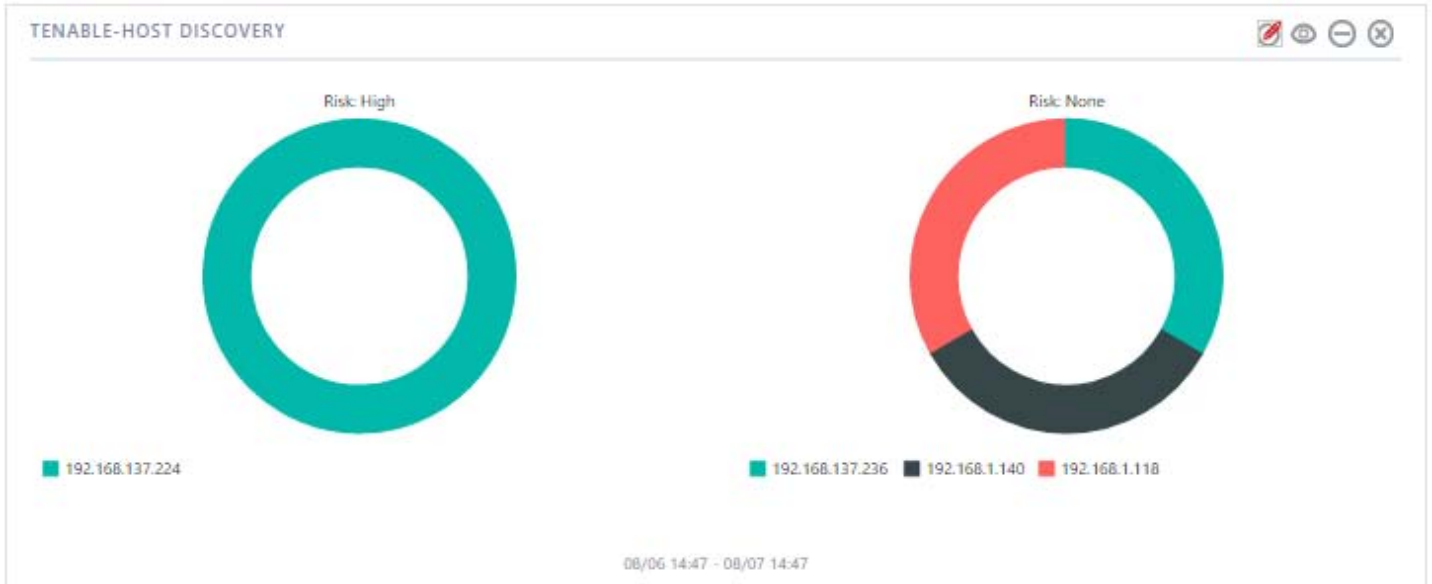 TENABLE-HOST DISCOVERY
Risk: High
Risk: None
192.168.137.224
192.168.137.236 192.168.1.140 192.168.1.118
08/06 14:47 - 08/07 14:47